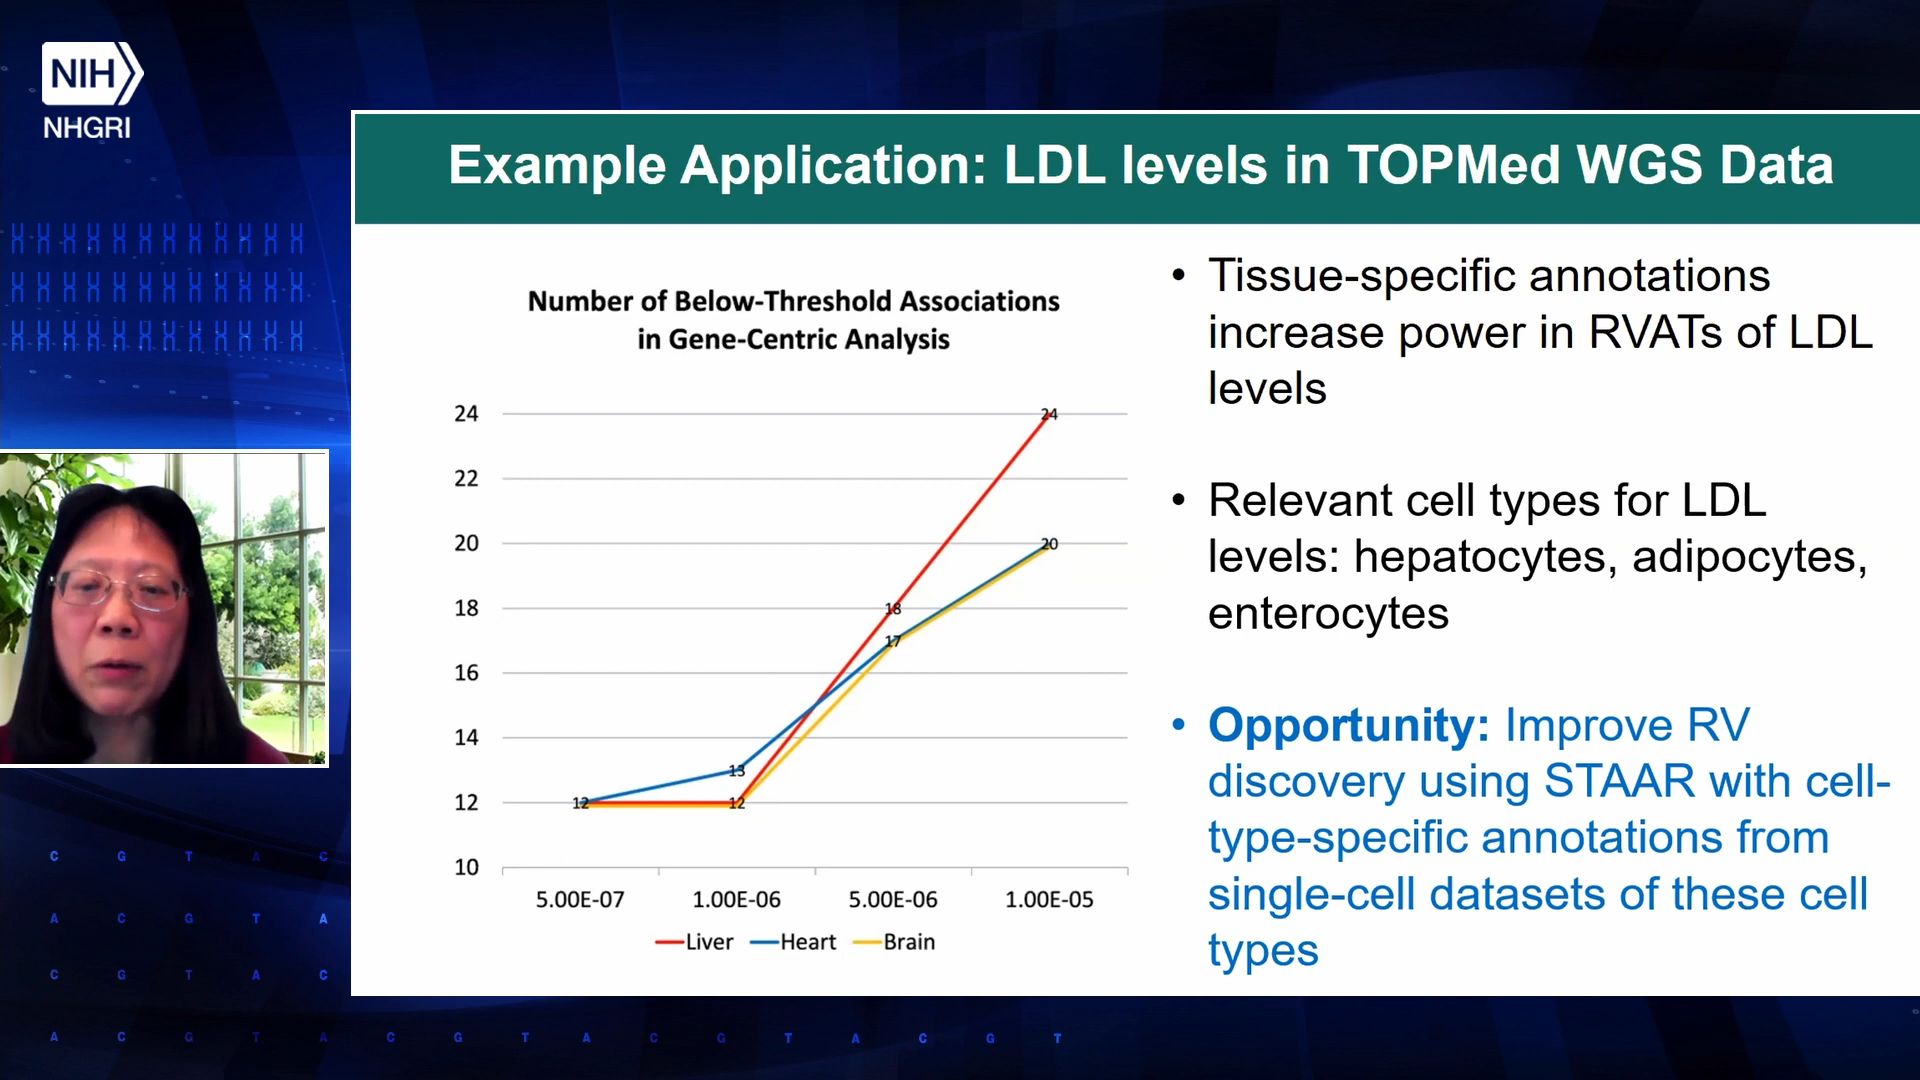 NIH
NHGRI
Example Application: LDL levels in TOPMed WGS Data
Number of Below-Threshold Associations
in Gene-Centric Analysis
24
22
20
18
16
14
12
10
24
20
18
17
13
12
12
5.00E-07 1.00E-06 5.00E-06 1.00E-05
Liver Heart Brain
• Tissue-specific annotations
increase power in RVATs of LDL
levels
• Relevant cell types for LDL
levels: hepatocytes, adipocytes,
enterocytes
• Opportunity: Improve RV
discovery using STAAR with cell-
type-specific annotations from
single-cell datasets of these cell
types
C G T A C
A C G T A
C G T A C
A C G T A C G T A C G T A C G T